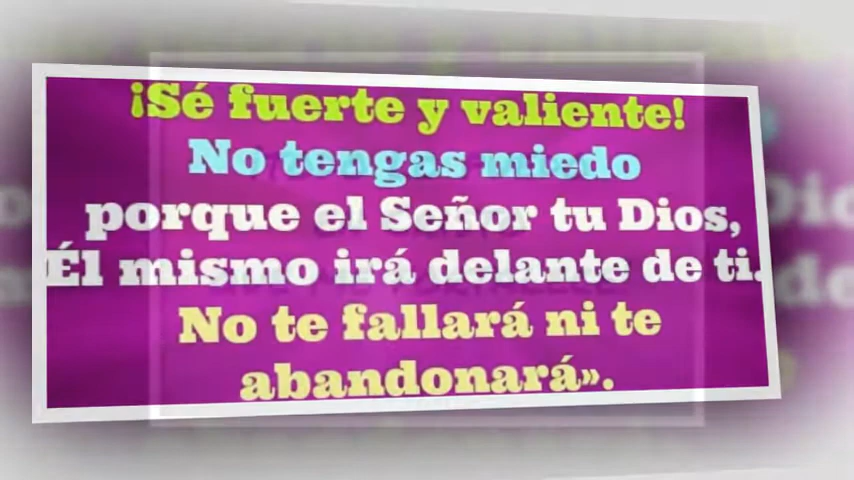 ¡Sé fuerte y valiente!
No tengas miedo
porque el Señor tu Dios,
Él mismo irá delante de ti.
No te fallará ni te
abandonará».